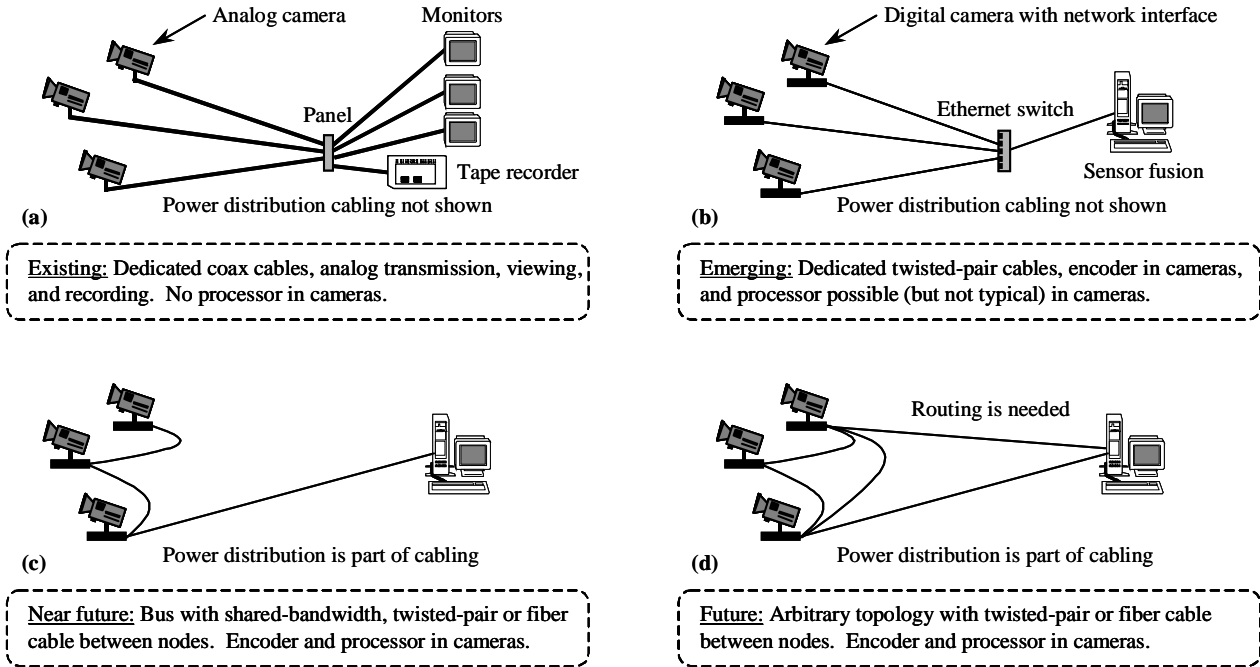 Analog camera
Monitors
Panel
Tape recorder
Power distribution cabling not shown
(a)
Existing: Dedicated coax cables, analog transmission, viewing,
and recording.  No processor in cameras.
Digital camera with network interface
Ethernet switch
Sensor fusion
Power distribution cabling not shown
(b)
Emerging: Dedicated twisted-pair cables, encoder in cameras,
and processor possible (but not typical) in cameras.
Power distribution is part of cabling
(c)
Near future: Bus with shared-bandwidth, twisted-pair or fiber
cable between nodes.  Encoder and processor in cameras.
Routing is needed
Power distribution is part of cabling
(d)
Future: Arbitrary topology with twisted-pair or fiber cable
between nodes.  Encoder and processor in cameras.